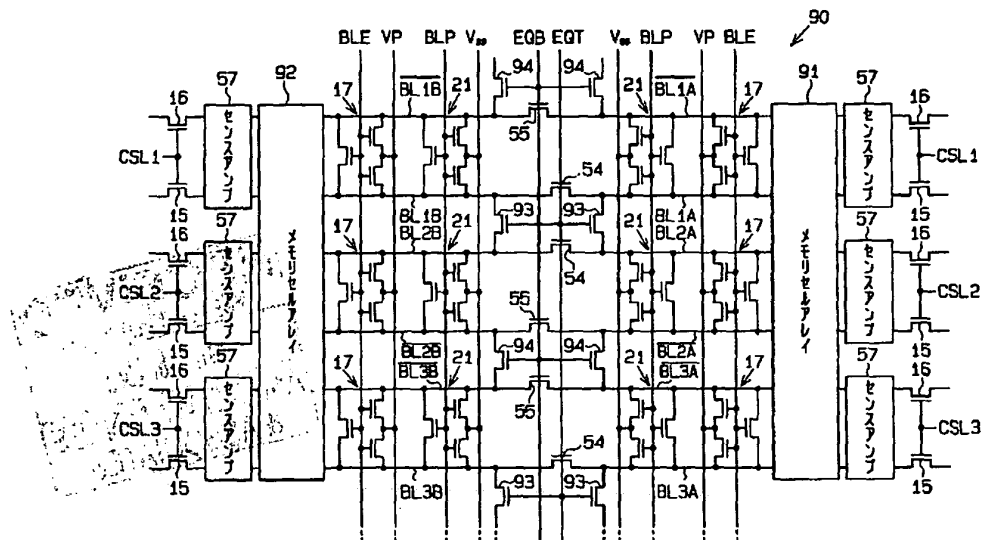 BLE VP BLP Vss EQB EQT Vss BLP VP BLE
90
94 94
57 92 17 21 BL1B 55 21 BL1A 17 91 57
16 16
CSL1 センスアンプ センスアンプ CSL1
54
15 57 BL1B 93 93 BL1A 57 15
16 17 BL2B 21 BL2A 17 16
54 21
CSL2 センスアンプ メモリセルアレイ メモリセルアレイ センスアンプ CSL2
55
15 57 BL2B 94 94 BL2A 57 15
16 17 BL3B 21 21 BL3A 17 16
55
CSL3 センスアンプ センスアンプ CSL3
54
15 BL3B 93 93 BL3A 15